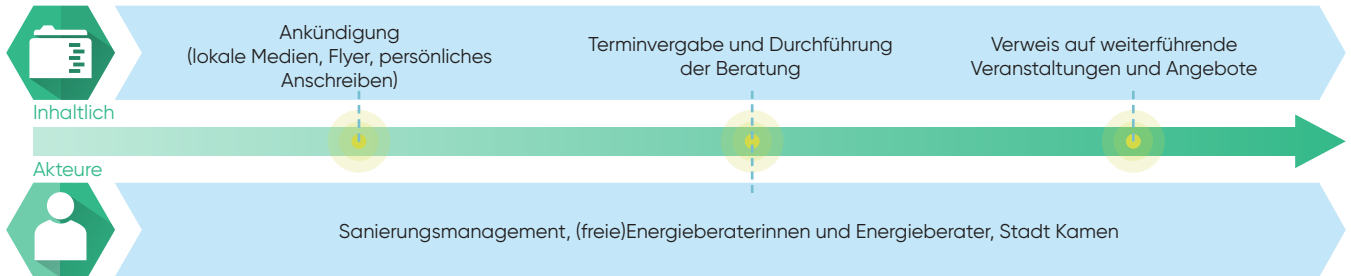 Ankündigung
(lokale Medien, Flyer, persönliches
Anschreiben)
Terminvergabe und Durchführung
der Beratung
Verweis auf weiterführende
Veranstaltungen und Angebote
Inhaltlich
Akteure
Sanierungsmanagement, (freie)Energieberaterinnen und Energieberater, Stadt Kamen